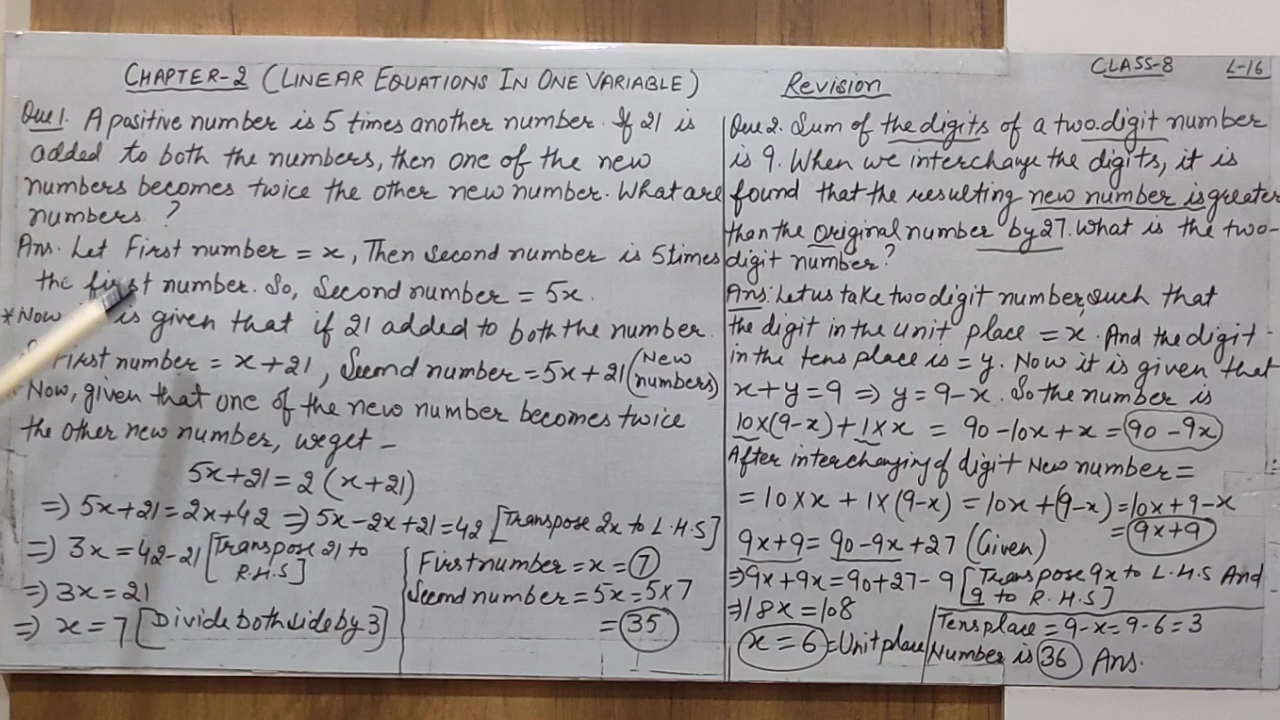 CHAPTER-2 (LINEAR EQUATIONS IN ONE VARIABLE)
Revision
CLASS-8 L-16
Que 1. A positive number is 5 times another number. If 21 is
added to both the numbers, then one of the new
numbers becomes twice the other new number. What are
numbers ?
Ans. Let First number = x, Then Second number is 5 times
the first number. So, Second number = 5x.
*Now is given that if 21 added to both the number.
First number = x+21, Second number = 5x+21 (New numbers)
Now, given that one of the new number becomes twice
the other new number, we get –
5x+21 = 2(x+21)
=) 5x+21 = 2x+42 =) 5x-2x+21 = 42 [Transpose 2x to L.H.S]
=) 3x = 42-21 [Transpose 21 to
R.H.S]
=) 3x = 21
=) x = 7 [Divide both side by 3]
First number = x = 7
Second number = 5x = 5x7
= 35
Que 2. Sum of the digits of a two-digit number
is 9. When we interchange the digits, it is
found that the resulting new number is greater
than the original number by 27. What is the two-
digit number?
Ans: Let us take two digit number, such that
the digit in the unit place = x. And the digit
in the tens place is = y. Now it is given that
x+y = 9 => y = 9-x. So the number is
10x(9-x)+1xx = 90-10x+x = 90-9x
After interchanging of digit New number =
= 10xx + 1x(9-x) = 10x+(9-x) = 10x+9-x
= 9x+9
9x+9 = 90-9x+27 (Given)
=) 9x+9x = 90+27-9 [Transpose 9x to L.H.S And
9 to R.H.S]
=) 18x = 108
x = 6 = Unit place
Tens place = 9-x = 9-6 = 3
Number is 36 Ans.